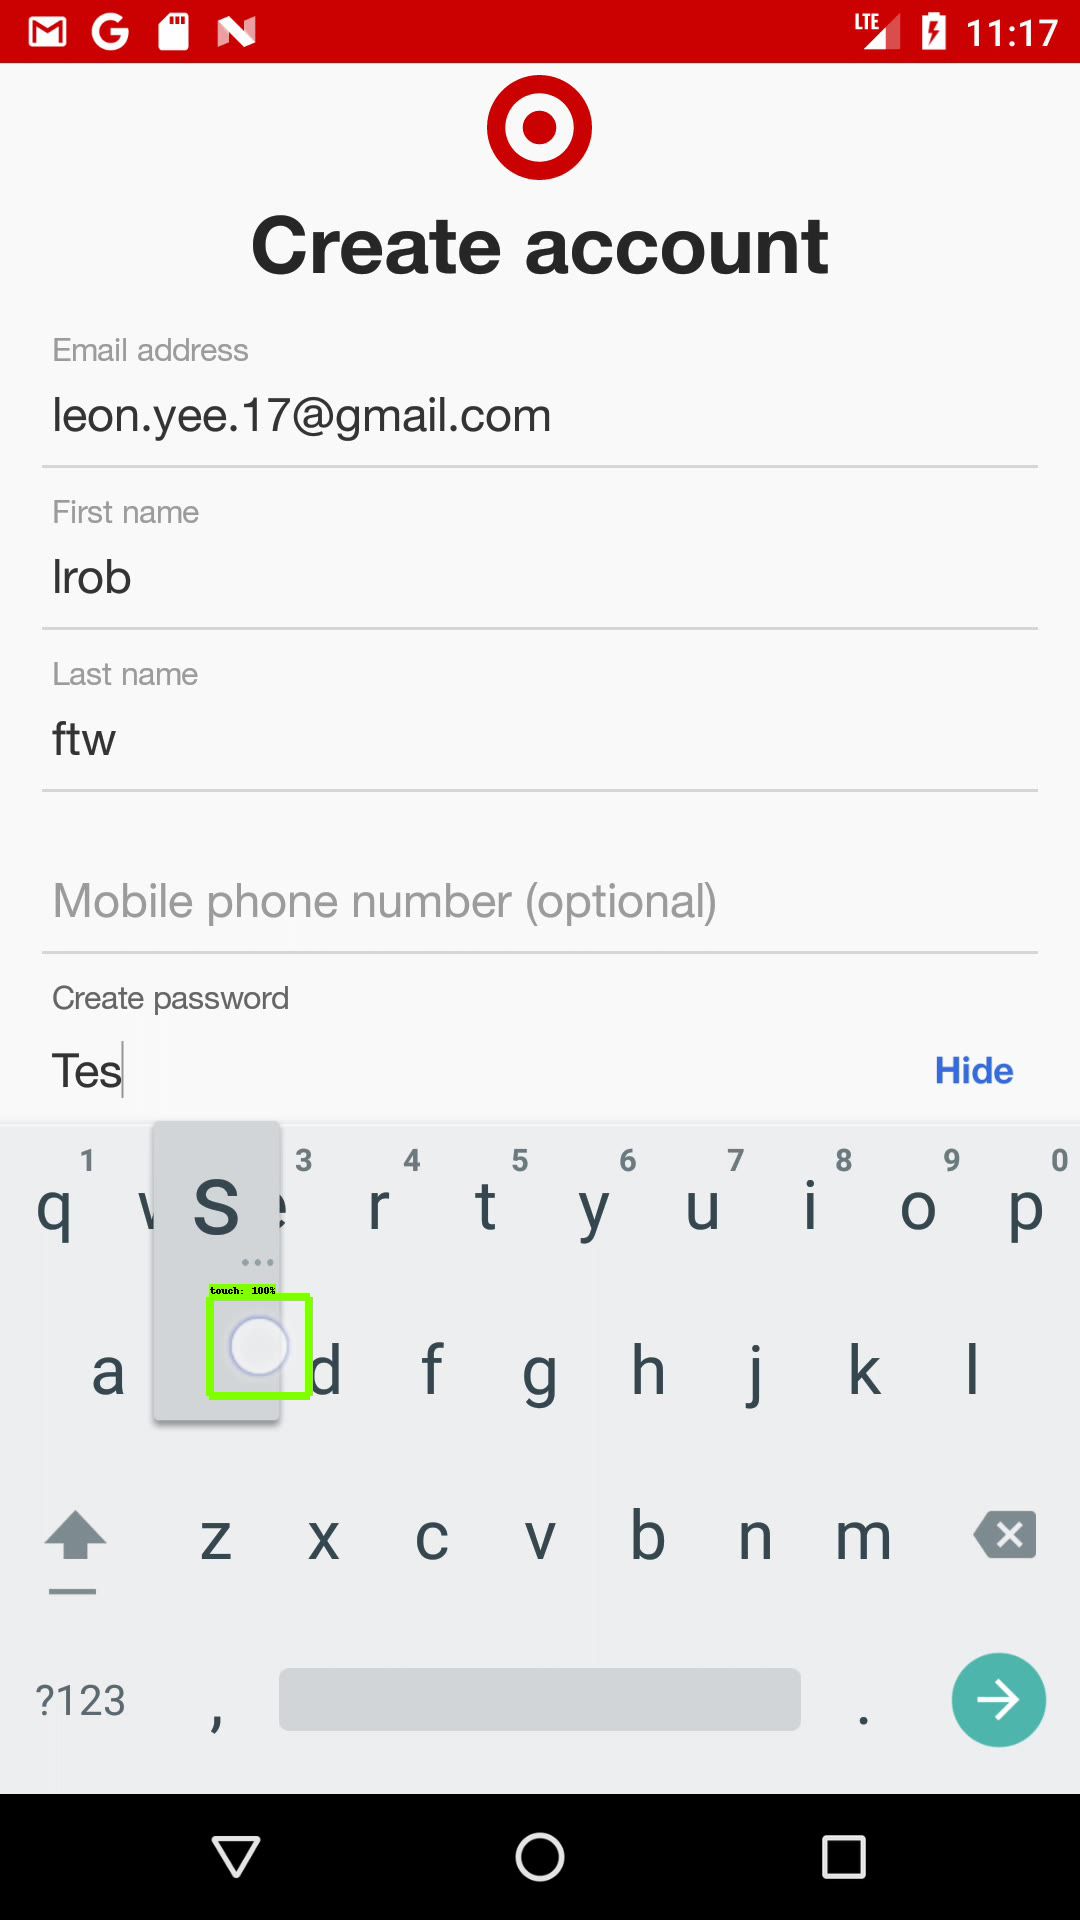 LTE 11:17
Create account
Email address
leon.yee.17@gmail.com
First name
lrob
Last name
ftw
Mobile phone number (optional)
Create password
Tes
Hide
1 3 4 5 6 7 8 9 0
q w s e r t y u i o p
touch: 100%
a d f g h j k l
z x c v b n m
?123 , .